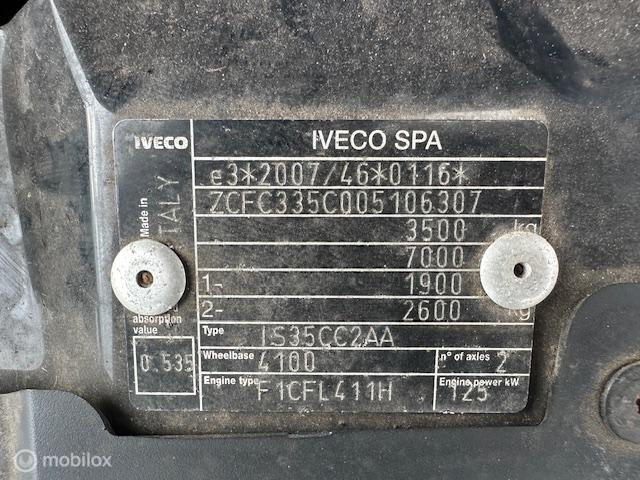 IVECO IVECO SPA
e3*2007/46*0116*
ZCFC335C005106307
3500 kg
7000
1- 1900
2- 2600 kg
Made in ITALY
absorption
value
0.535
Type IS35CC2AA
Wheelbase 4100 n° of axles 2
Engine type F1CFL411H Engine power kW 125
mobilox